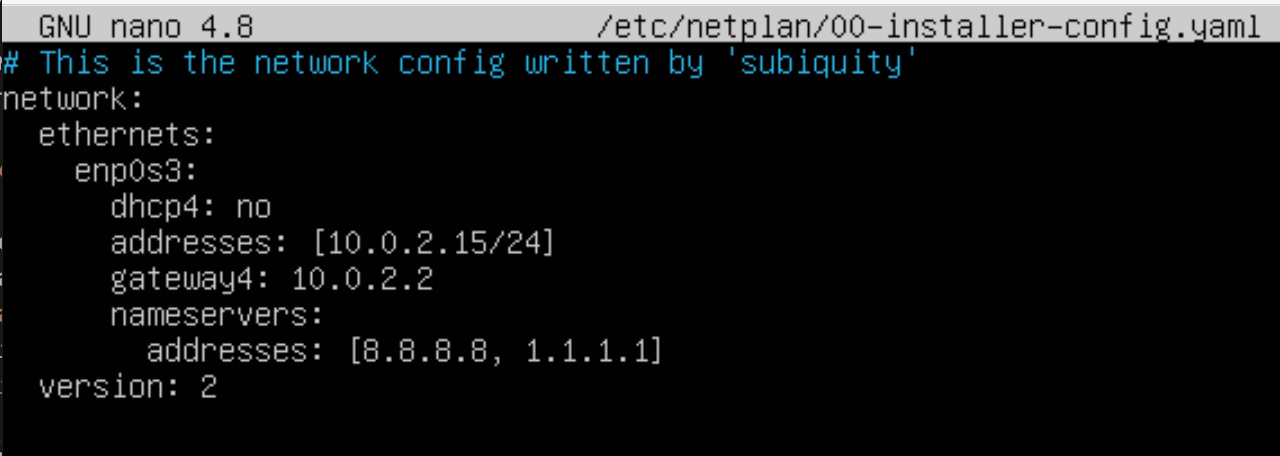 GNU nano 4.8 /etc/netplan/00-installer-config.yaml
# This is the network config written by 'subiquity'
network:
  ethernets:
    enp0s3:
      dhcp4: no
      addresses: [10.0.2.15/24]
      gateway4: 10.0.2.2
      nameservers:
        addresses: [8.8.8.8, 1.1.1.1]
  version: 2